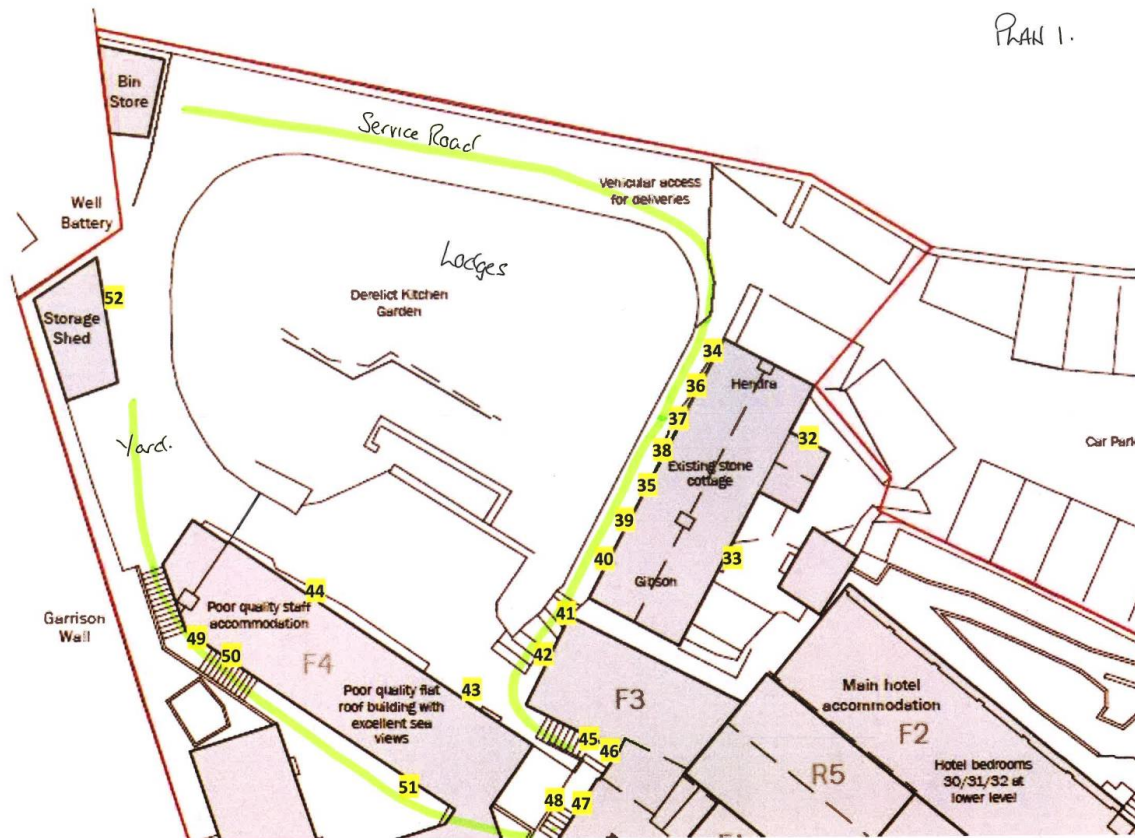 PLAN 1.
Bin
Store
Service Road
Vehicular access
for deliveries
Well
Battery
Lodges
Derelict Kitchen
Garden
52
Storage
Shed
34
Hendra
36
37
32
38
Car Park
Existing stone
cottage
35
Yard.
39
33
40
Gibson
44
41
Poor quality staff
accommodation
Garrison
Wall
49
50
42
F4
43
F3
Poor quality flat
roof building with
excellent sea
views
Main hotel
accommodation
F2
45
46
R5
Hotel bedrooms
30/31/32 at
lower level
51
48
47